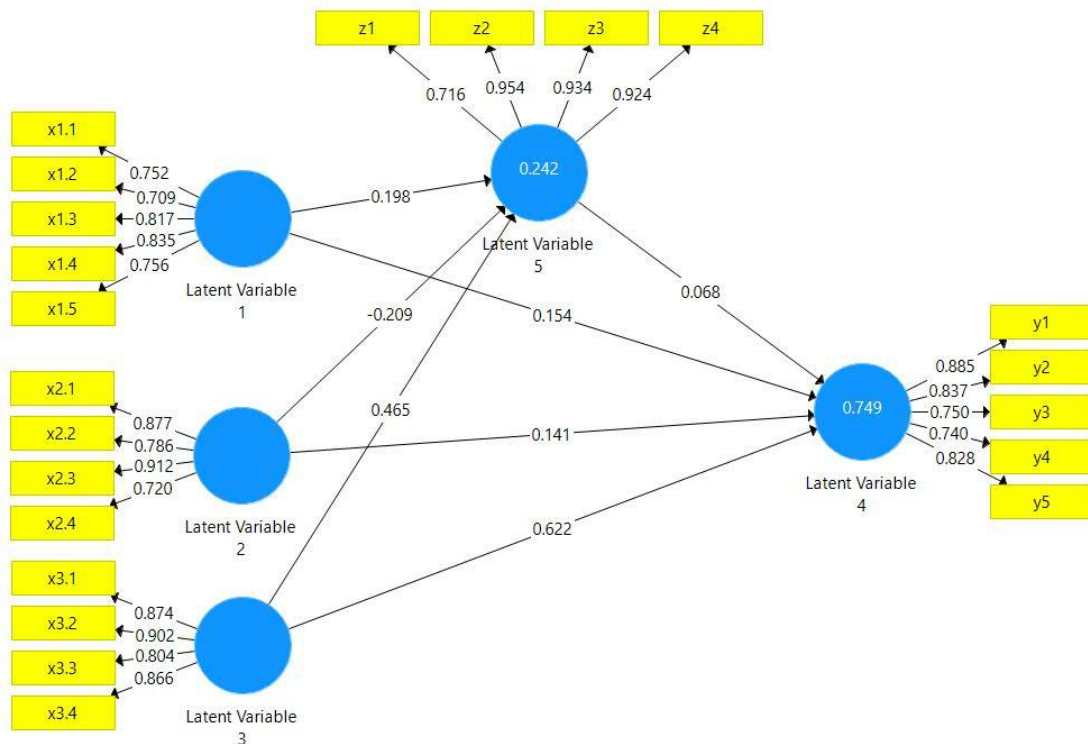 z1
z2
z3
z4
0.716
0.954
0.934
0.924
x1.1
x1.2
x1.3
x1.4
x1.5
0.752
0.709
0.817
0.835
0.756
Latent Variable
1
0.198
0.242
Latent Variable
5
-0.209
0.154
0.068
0.465
x2.1
x2.2
x2.3
x2.4
0.877
0.786
0.912
0.720
Latent Variable
2
0.141
0.749
Latent Variable
4
0.885
0.837
0.750
0.740
0.828
y1
y2
y3
y4
y5
0.622
x3.1
x3.2
x3.3
x3.4
0.874
0.902
0.804
0.866
Latent Variable
3